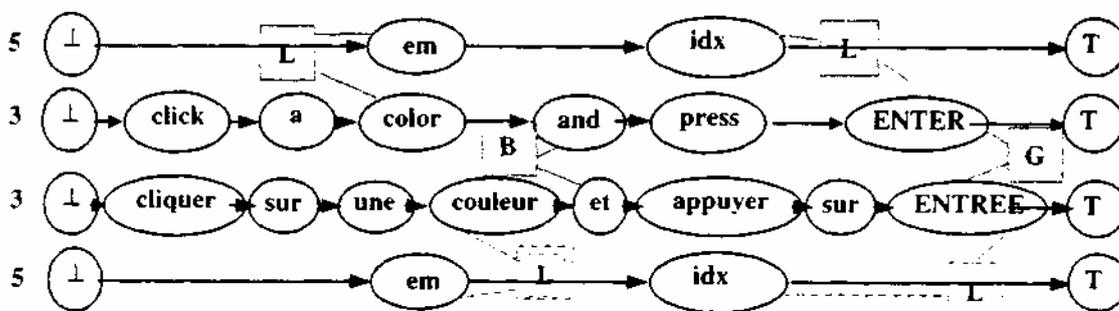 5 ⊥ L em idx L T
3 ⊥ click a color and press ENTER T
B G
3 ⊥ cliquer sur une couleur et appuyer sur ENTREE T
5 ⊥ em L idx L T